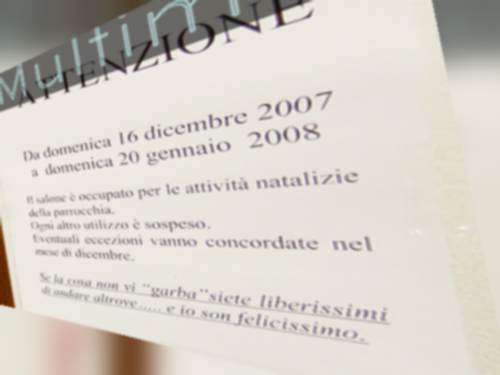 Multim
ATTENZIONE
Da domenica 16 dicembre 2007
a domenica 20 gennaio 2008
Il salone è occupato per le attività natalizie
della parrocchia.
Ogni altro utilizzo è sospeso.
Eventuali eccezioni vanno concordate nel
mese di dicembre.
Se la cosa non vi "garba" siete liberissimi
di andare altrove ..... e io son felicissimo.